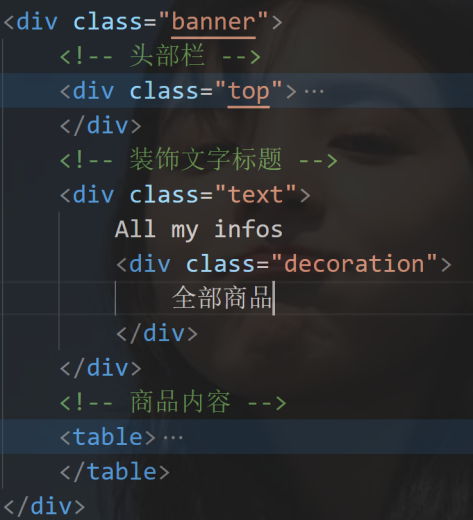 <div class="banner">
<!-- 头部栏 -->
<div class="top">···
</div>
<!-- 装饰文字标题 -->
<div class="text">
All my infos
<div class="decoration">
全部商品
</div>
</div>
<!-- 商品内容 -->
<table>···
</table>
</div>